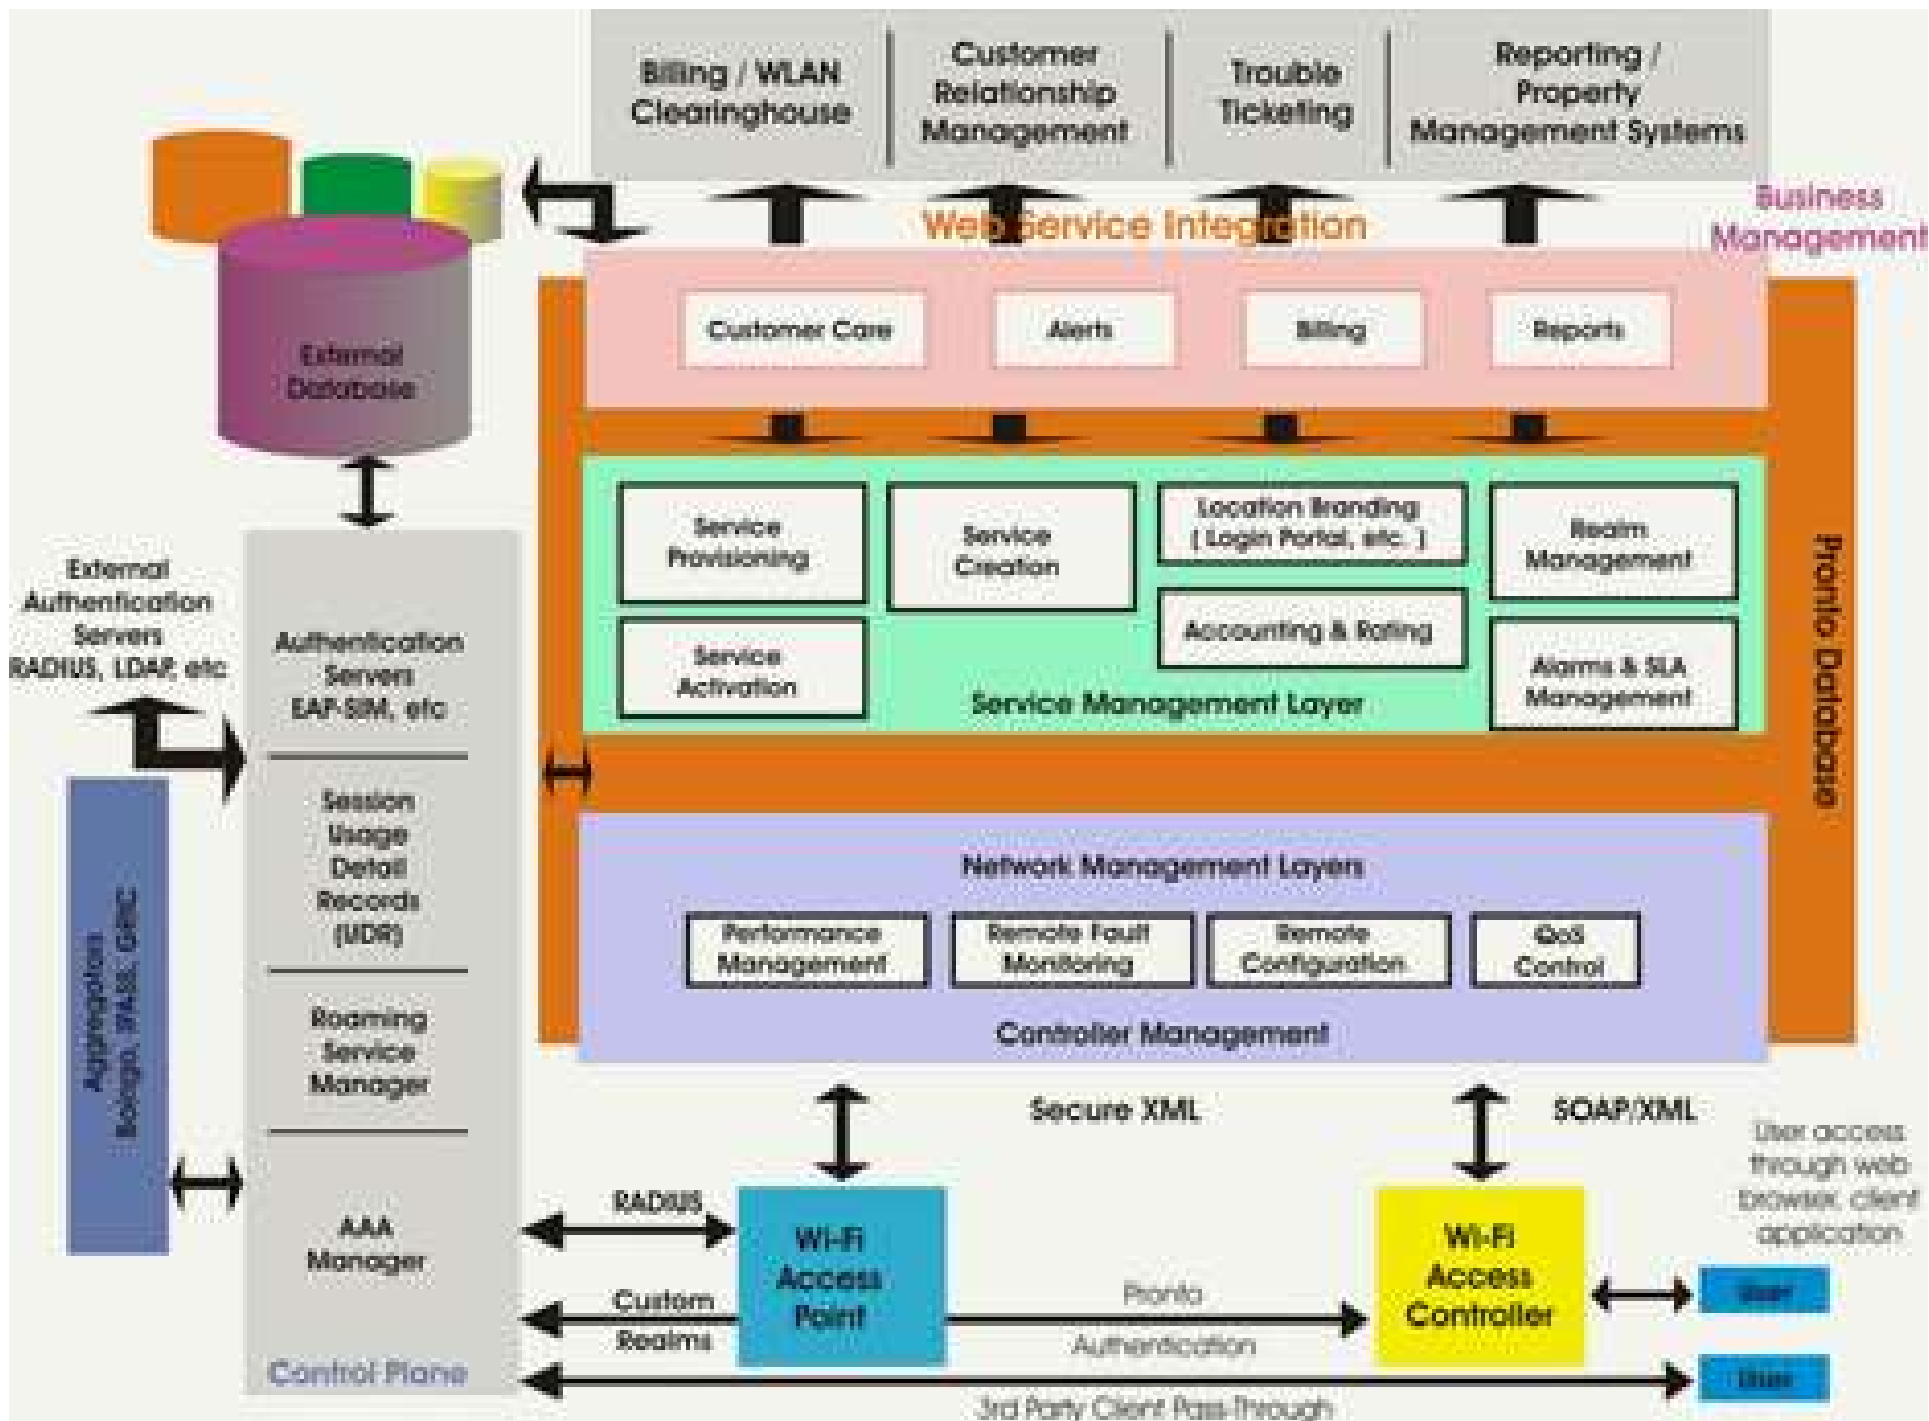 Billing / WLAN
Clearinghouse
Customer
Relationship
Management
Trouble
Ticketing
Reporting /
Property
Management Systems
Business
Management
Web Service Integration
Customer Care
Alerts
Billing
Reports
External
Database
Service
Provisioning
Service
Creation
Location Branding
( Login Portal, etc. )
Realm
Management
Service
Activation
Accounting & Rating
Alarms & SLA
Management
Service Management Layer
Pronto Database
External
Authentication
Servers
RADIUS, LDAP, etc
Authentication
Servers
EAP-SIM, etc
Session
Usage
Detail
Records
(UDR)
Roaming
Service
Manager
AAA
Manager
Control Plane
Aggregators
Boingo, iPASS, GRIC
Network Management Layers
Performance
Management
Remote Fault
Monitoring
Remote
Configuration
QoS
Control
Controller Management
Secure XML
SOAP/XML
User access
through web
browser, client
application
RADIUS
Custom
Realms
Wi-Fi
Access
Point
Pronto
Authentication
Wi-Fi
Access
Controller
User
User
3rd Party Client Pass-Through